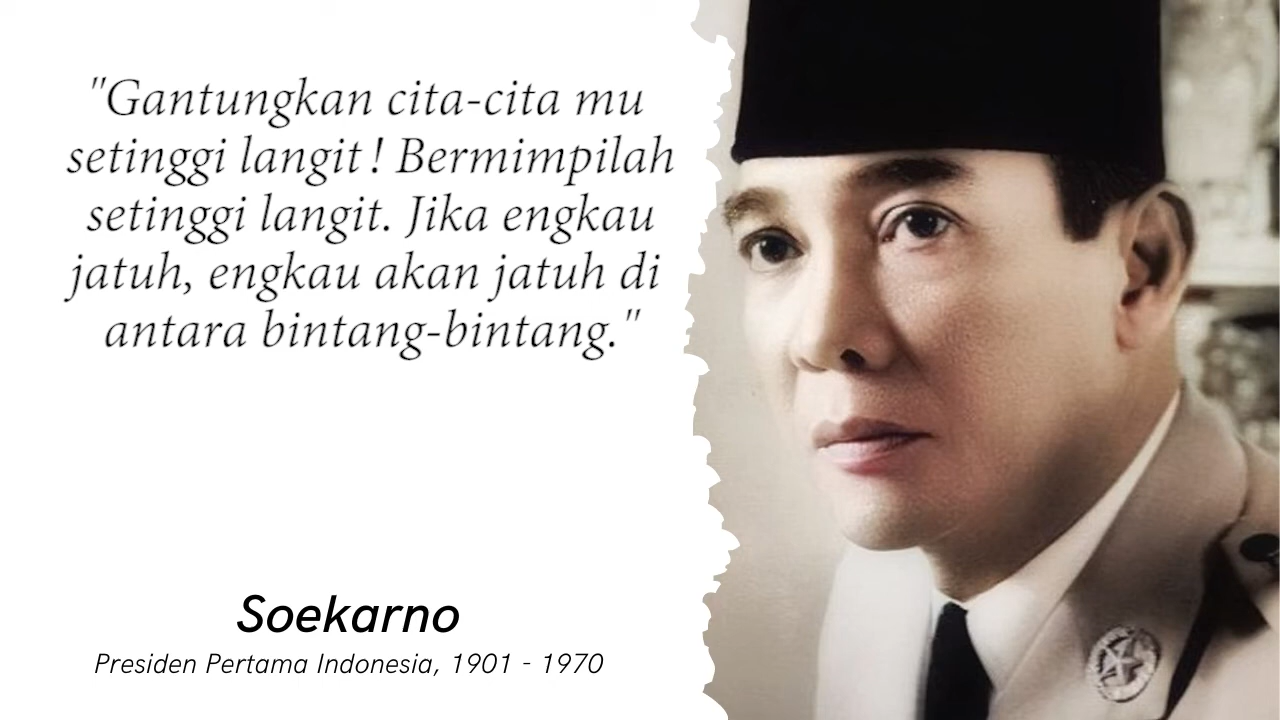 "Gantungkan cita-cita mu
setinggi langit ! Bermimpilah
setinggi langit. Jika engkau
jatuh, engkau akan jatuh di
antara bintang-bintang."
Soekarno
Presiden Pertama Indonesia, 1901 - 1970